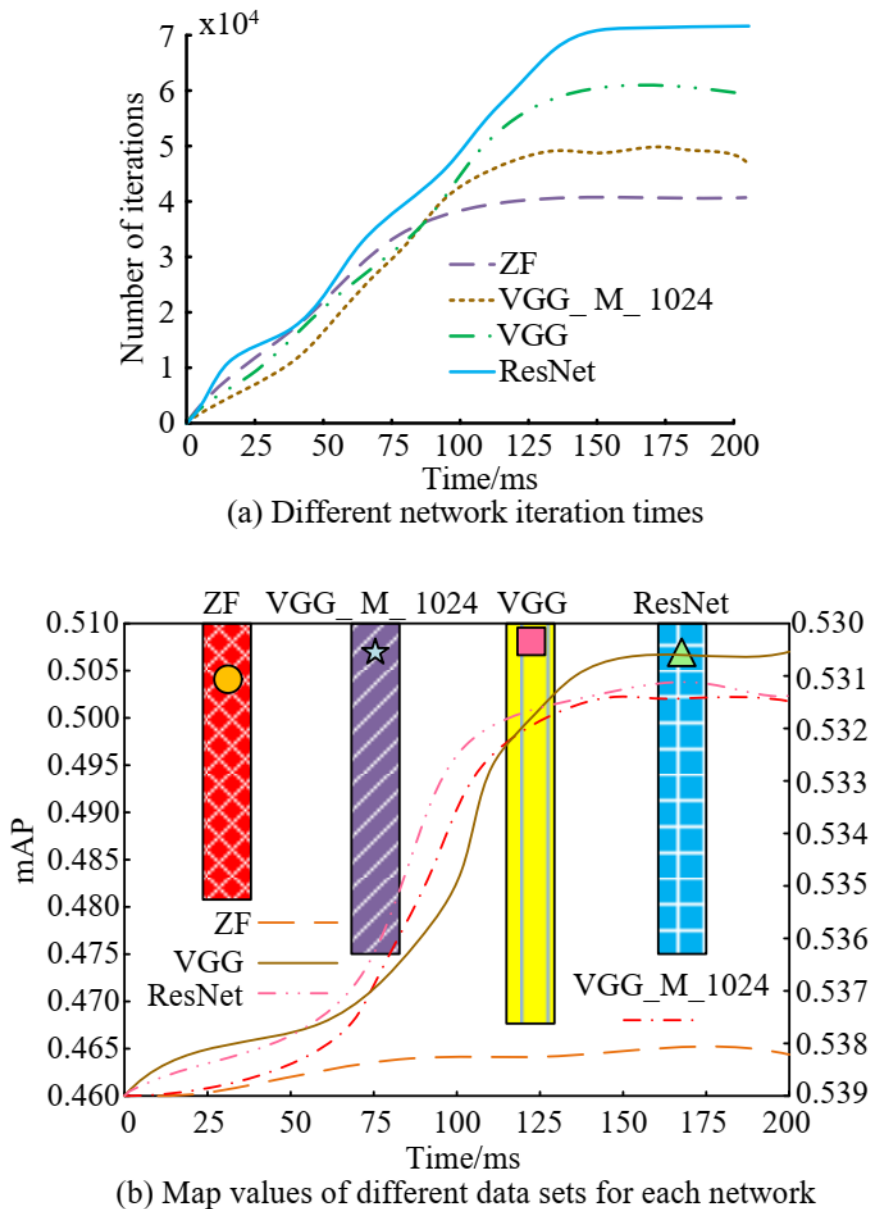 x10⁴
7
6
5
4
3
2
1
0
Number of iterations
ZF
VGG_ M_ 1024
VGG
ResNet
0 25 50 75 100 125 150 175 200
Time/ms
(a) Different network iteration times
ZF VGG_ M_ 1024 VGG ResNet
0.510 0.530
0.505 0.531
0.500 0.532
0.495 0.533
0.490 0.534
0.485 0.535
0.480 0.536
0.475 0.537
0.470 0.538
0.465 0.539
0.460
mAP
ZF
VGG
ResNet
VGG_M_1024
0 25 50 75 100 125 150 175 200
Time/ms
(b) Map values of different data sets for each network